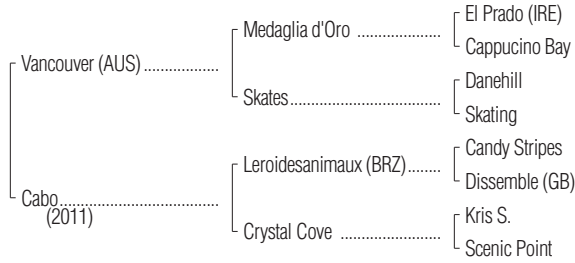 El Prado (IRE)
Medaglia d'Oro ....................
Cappucino Bay
Vancouver (AUS) ..................
Danehill
Skates .....................................
Skating
Candy Stripes
Leroidesanimaux (BRZ) ........
Dissemble (GB)
Cabo ........................................
(2011)
Kris S.
Crystal Cove ........................
Scenic Point